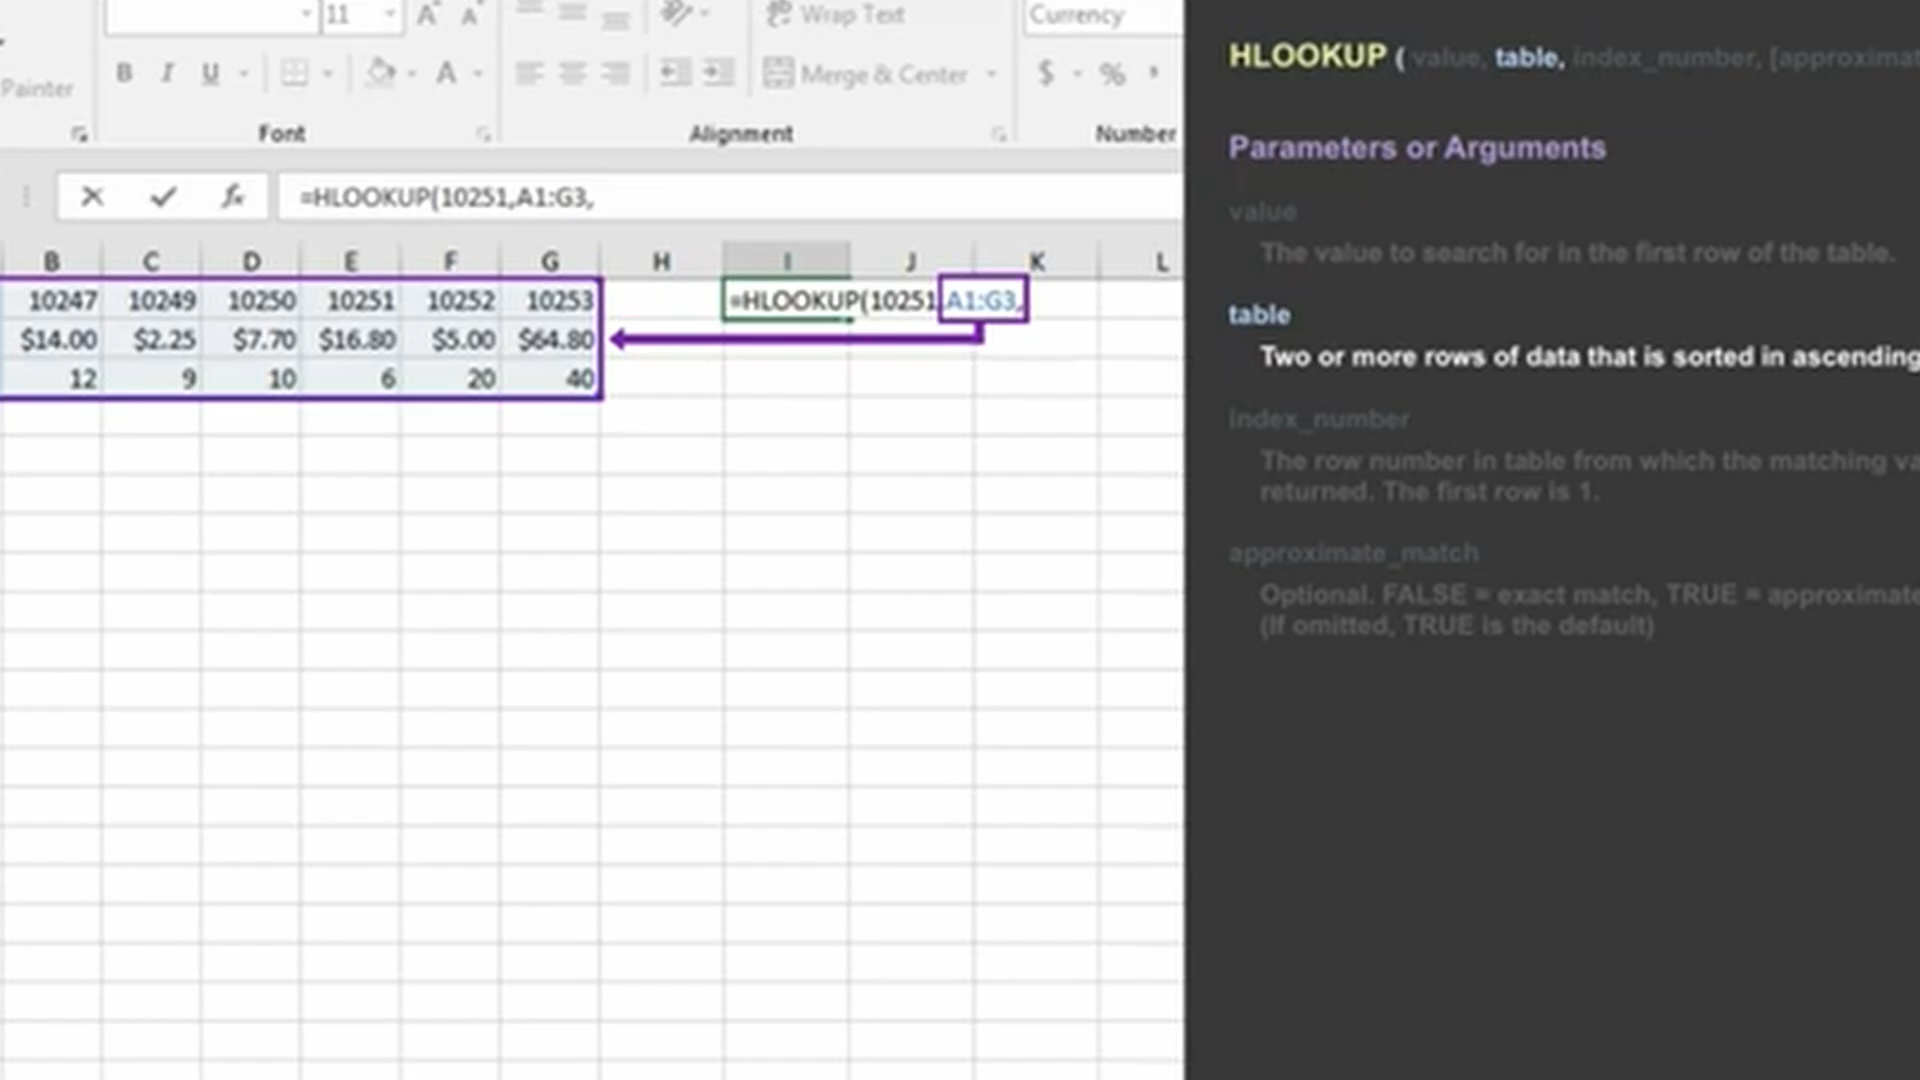 11 A A Wrap Text Currency
Painter B I U A Merge & Center $ %
Font Alignment Number
fx =HLOOKUP(10251,A1:G3,
B C D E F G H I J K L
10247 10249 10250 10251 10252 10253 =HLOOKUP(10251,A1:G3,
$14.00 $2.25 $7.70 $16.80 $5.00 $64.80
12 9 10 6 20 40
HLOOKUP ( value, table, index_number, [approximat
Parameters or Arguments
value
The value to search for in the first row of the table.
table
Two or more rows of data that is sorted in ascending
index_number
The row number in table from which the matching va
returned. The first row is 1.
approximate_match
Optional. FALSE = exact match, TRUE = approximate
(If omitted, TRUE is the default)